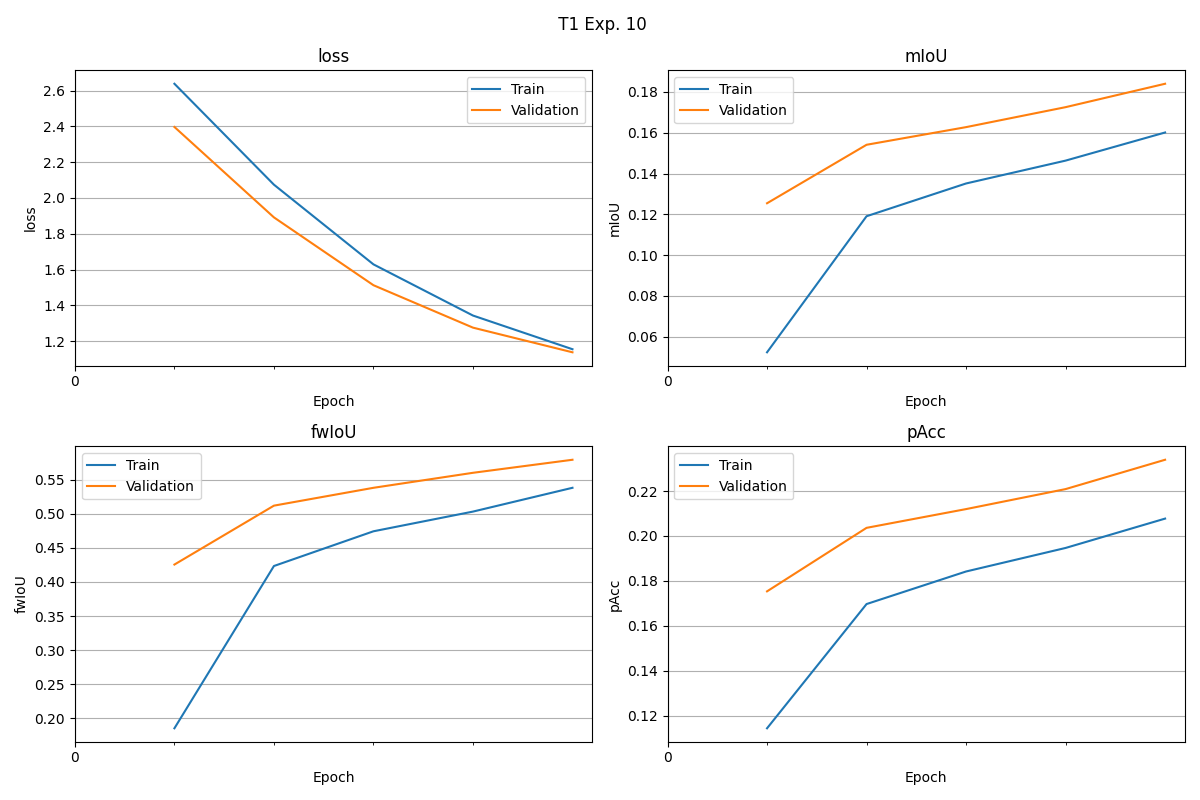 T1 Exp. 10
loss
2.6
2.4
2.2
2.0
1.8
1.6
1.4
1.2
loss
Train
Validation
0
Epoch
mIoU
0.18
0.16
0.14
0.12
0.10
0.08
0.06
mIoU
Train
Validation
0
Epoch
fwIoU
0.55
0.50
0.45
0.40
0.35
0.30
0.25
0.20
fwIoU
Train
Validation
0
Epoch
pAcc
0.22
0.20
0.18
0.16
0.14
0.12
pAcc
Train
Validation
0
Epoch